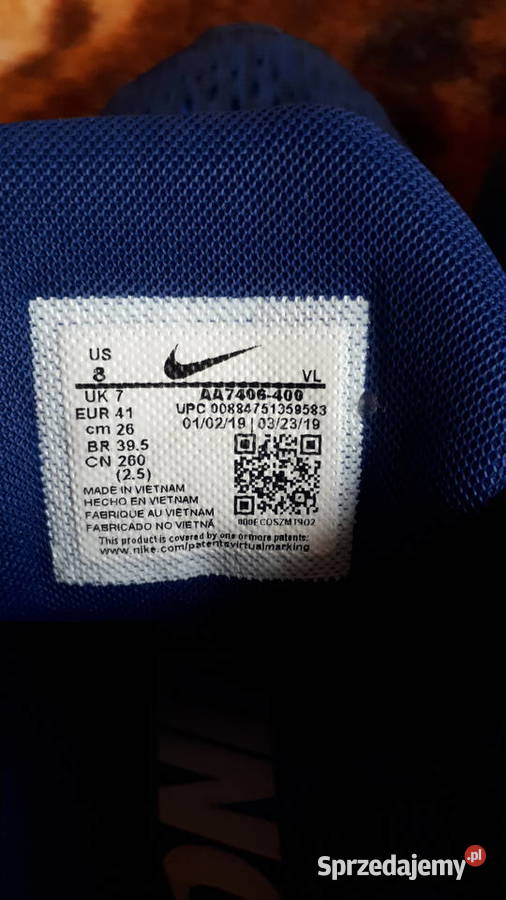 US
8
VL
UK 7
AA7406-400
EUR 41
UPC 00884751359583
cm 26
01/02/19 | 03/23/19
BR 39.5
CN 260
(2.5)
MADE IN VIETNAM
HECHO EN VIETNAM
FABRIQUE AU VIETNAM
FABRICADO NO VIETNÃ
000ECOSZMT9O2
This product is covered by one or more patents:
www.nike.com/patentsvirtualmarking
Sprzedajemy.pl